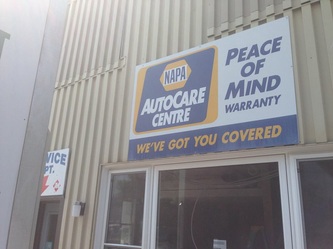 NAPA
AUTOCARE
CENTRE
PEACE
OF
MIND
WARRANTY
WE'VE GOT YOU COVERED
VICE
PT.